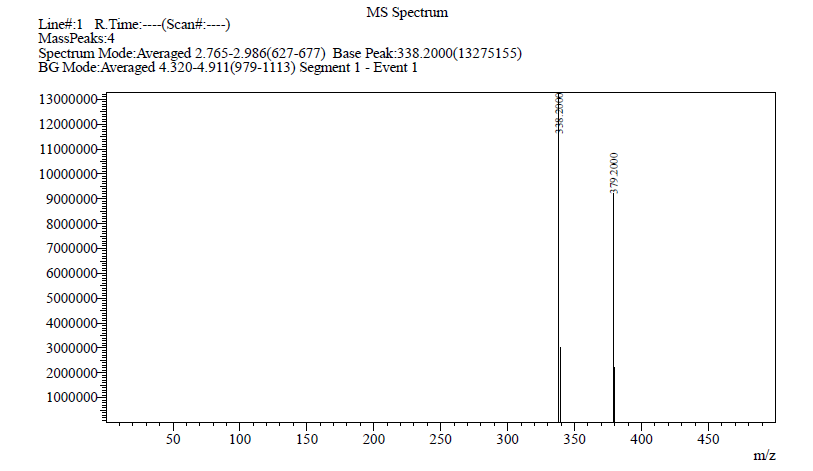 MS Spectrum
Line#:1 R.Time:----(Scan#:----)
MassPeaks:4
Spectrum Mode:Averaged 2.765-2.986(627-677) Base Peak:338.2000(13275155)
BG Mode:Averaged 4.320-4.911(979-1113) Segment 1 - Event 1
13000000
338.2000
12000000
11000000
379.2000
10000000
9000000
8000000
7000000
6000000
5000000
4000000
3000000
2000000
1000000
50 100 150 200 250 300 350 400 450
m/z